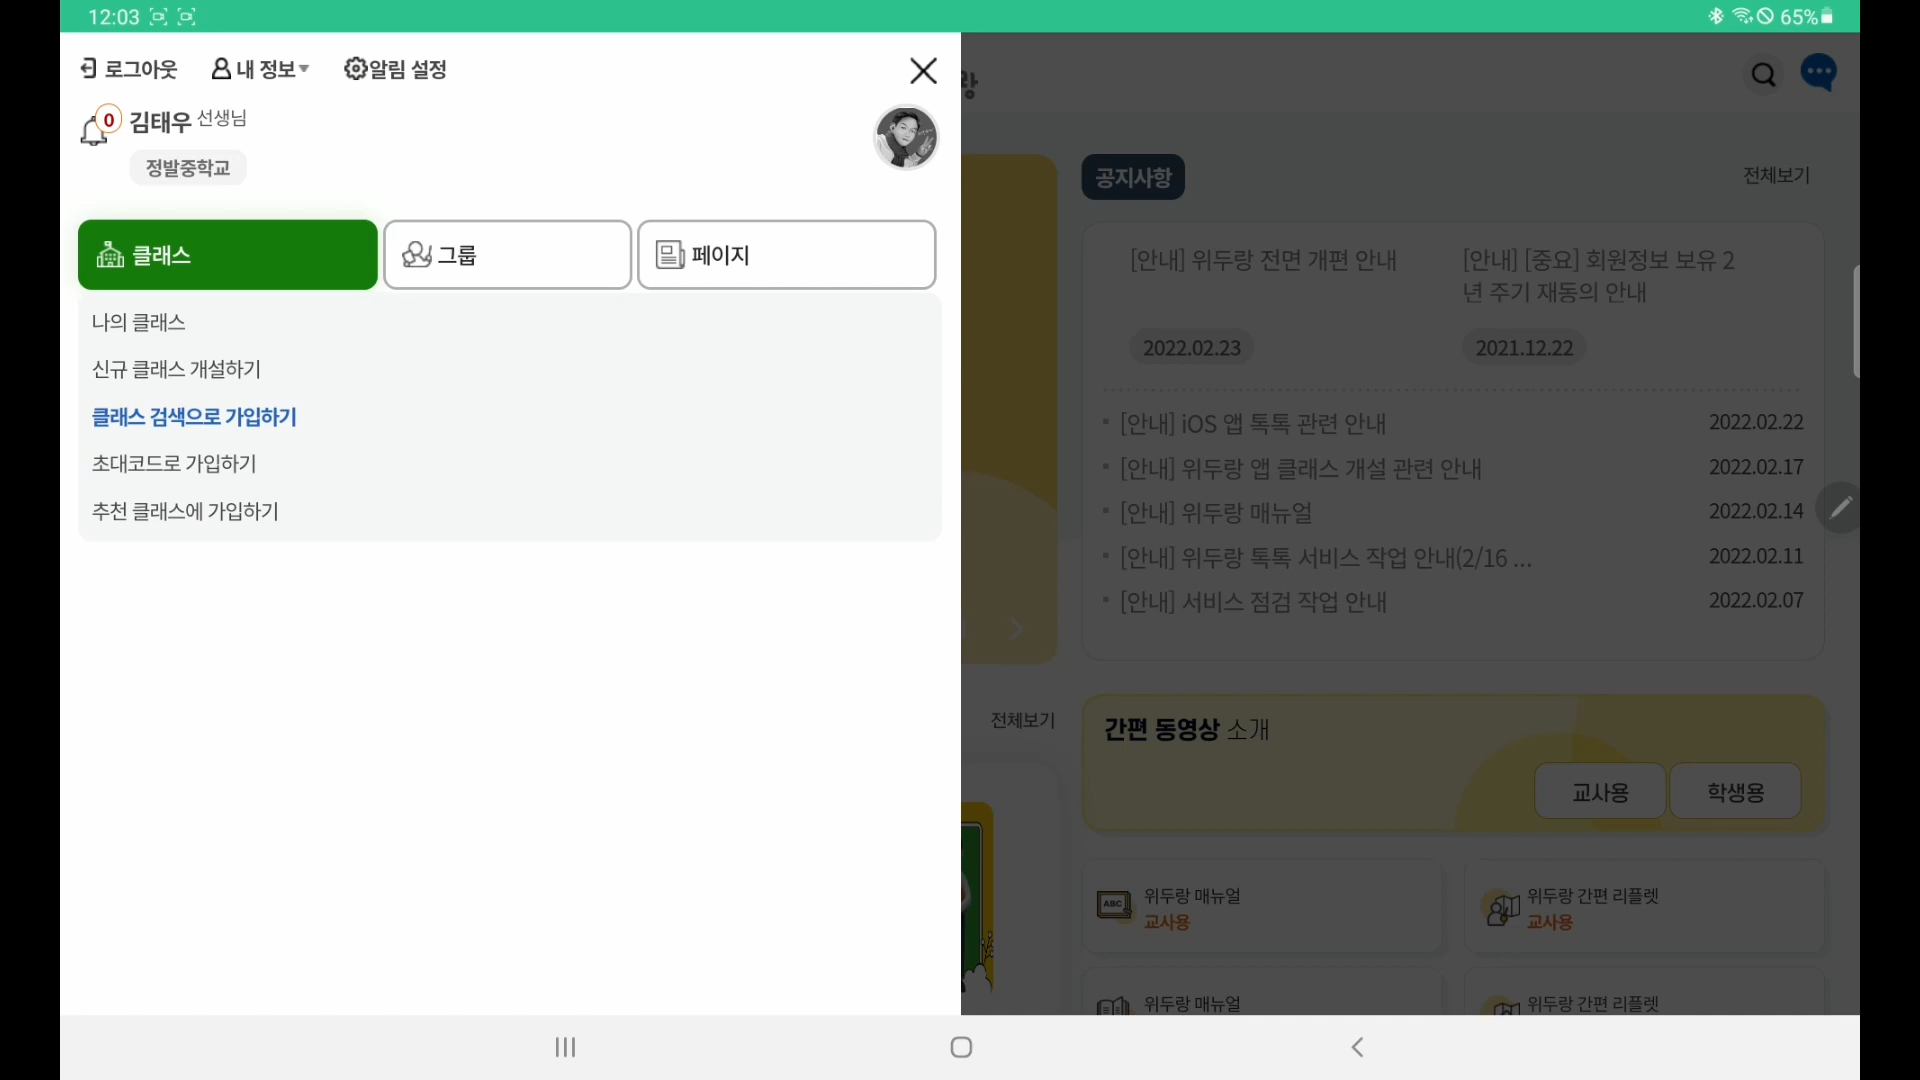 12:03
65%
로그아웃 내 정보 알림 설정
0 김태우 선생님
정발중학교
클래스 그룹 페이지
나의 클래스
신규 클래스 개설하기
클래스 검색으로 가입하기
초대코드로 가입하기
추천 클래스에 가입하기
랑
공지사항 전체보기
[안내] 위두랑 전면 개편 안내
2022.02.23
[안내] [중요] 회원정보 보유 2
년 주기 재동의 안내
2021.12.22
[안내] iOS 앱 톡톡 관련 안내 2022.02.22
[안내] 위두랑 앱 클래스 개설 관련 안내 2022.02.17
[안내] 위두랑 매뉴얼 2022.02.14
[안내] 위두랑 톡톡 서비스 작업 안내(2/16 ... 2022.02.11
[안내] 서비스 점검 작업 안내 2022.02.07
전체보기
간편 동영상 소개
교사용 학생용
ABC
위두랑 매뉴얼
교사용
위두랑 간편 리플렛
교사용
위두랑 매뉴얼
위두랑 간편 리플렛